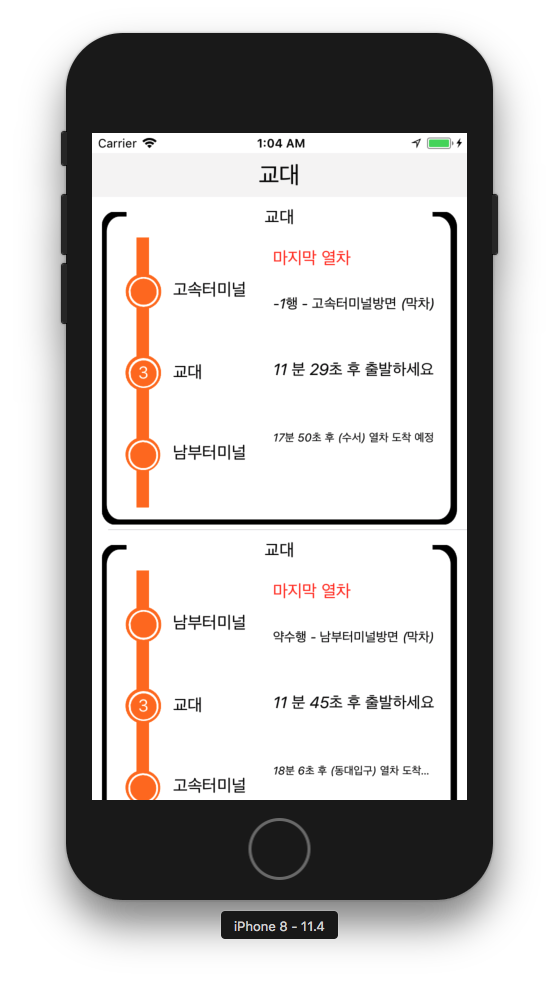 Carrier 1:04 AM
교대
교대
마지막 열차
고속터미널
-1행 - 고속터미널방면 (막차)
3 교대
11 분 29초 후 출발하세요
17분 50초 후 (수서) 열차 도착 예정
남부터미널
교대
마지막 열차
남부터미널
약수행 - 남부터미널방면 (막차)
3 교대
11 분 45초 후 출발하세요
18분 6초 후 (동대입구) 열차 도착...
고속터미널
iPhone 8 - 11.4